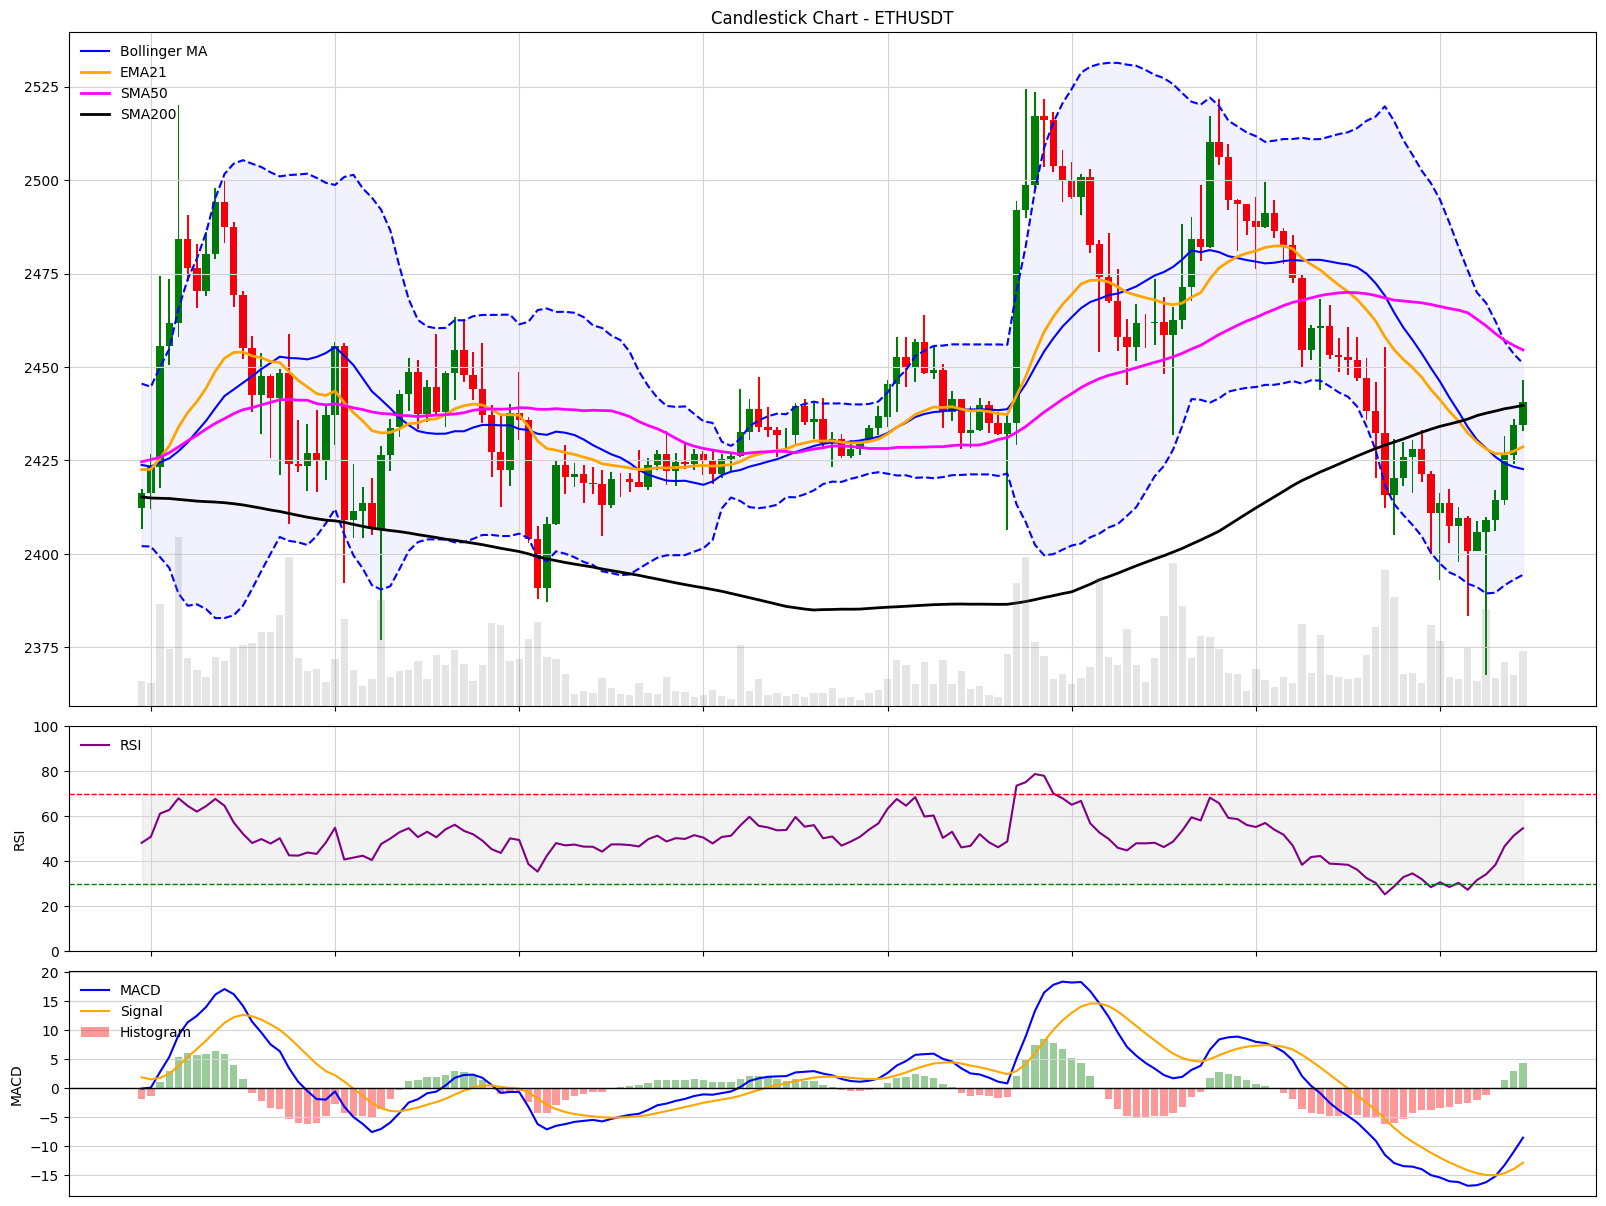 Candlestick Chart - ETHUSDT
Bollinger MA
EMA21
SMA50
SMA200
2525
2500
2475
2450
2425
2400
2375
RSI
100
80
60
40
20
0
RSI
MACD
Signal
Histogram
20
15
10
5
0
−5
−10
−15
MACD